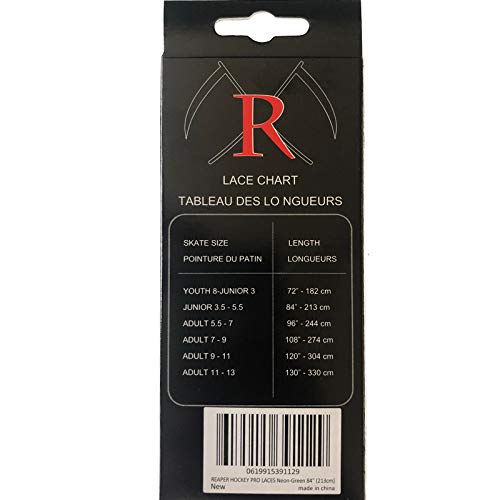 R
LACE CHART
TABLEAU DES LO NGUEURS
SKATE SIZE LENGTH
POINTURE DU PATIN LONGUEURS
YOUTH 8-JUNIOR 3 72" - 182 cm
JUNIOR 3.5 - 5.5 84" - 213 cm
ADULT 5.5 - 7 96" - 244 cm
ADULT 7 - 9 108" - 274 cm
ADULT 9 - 11 120" - 304 cm
ADULT 11 - 13 130" - 330 cm
0619915391129
REAPER HOCKEY PRO LACES Neon-Green 84" (213cm)
New made in china